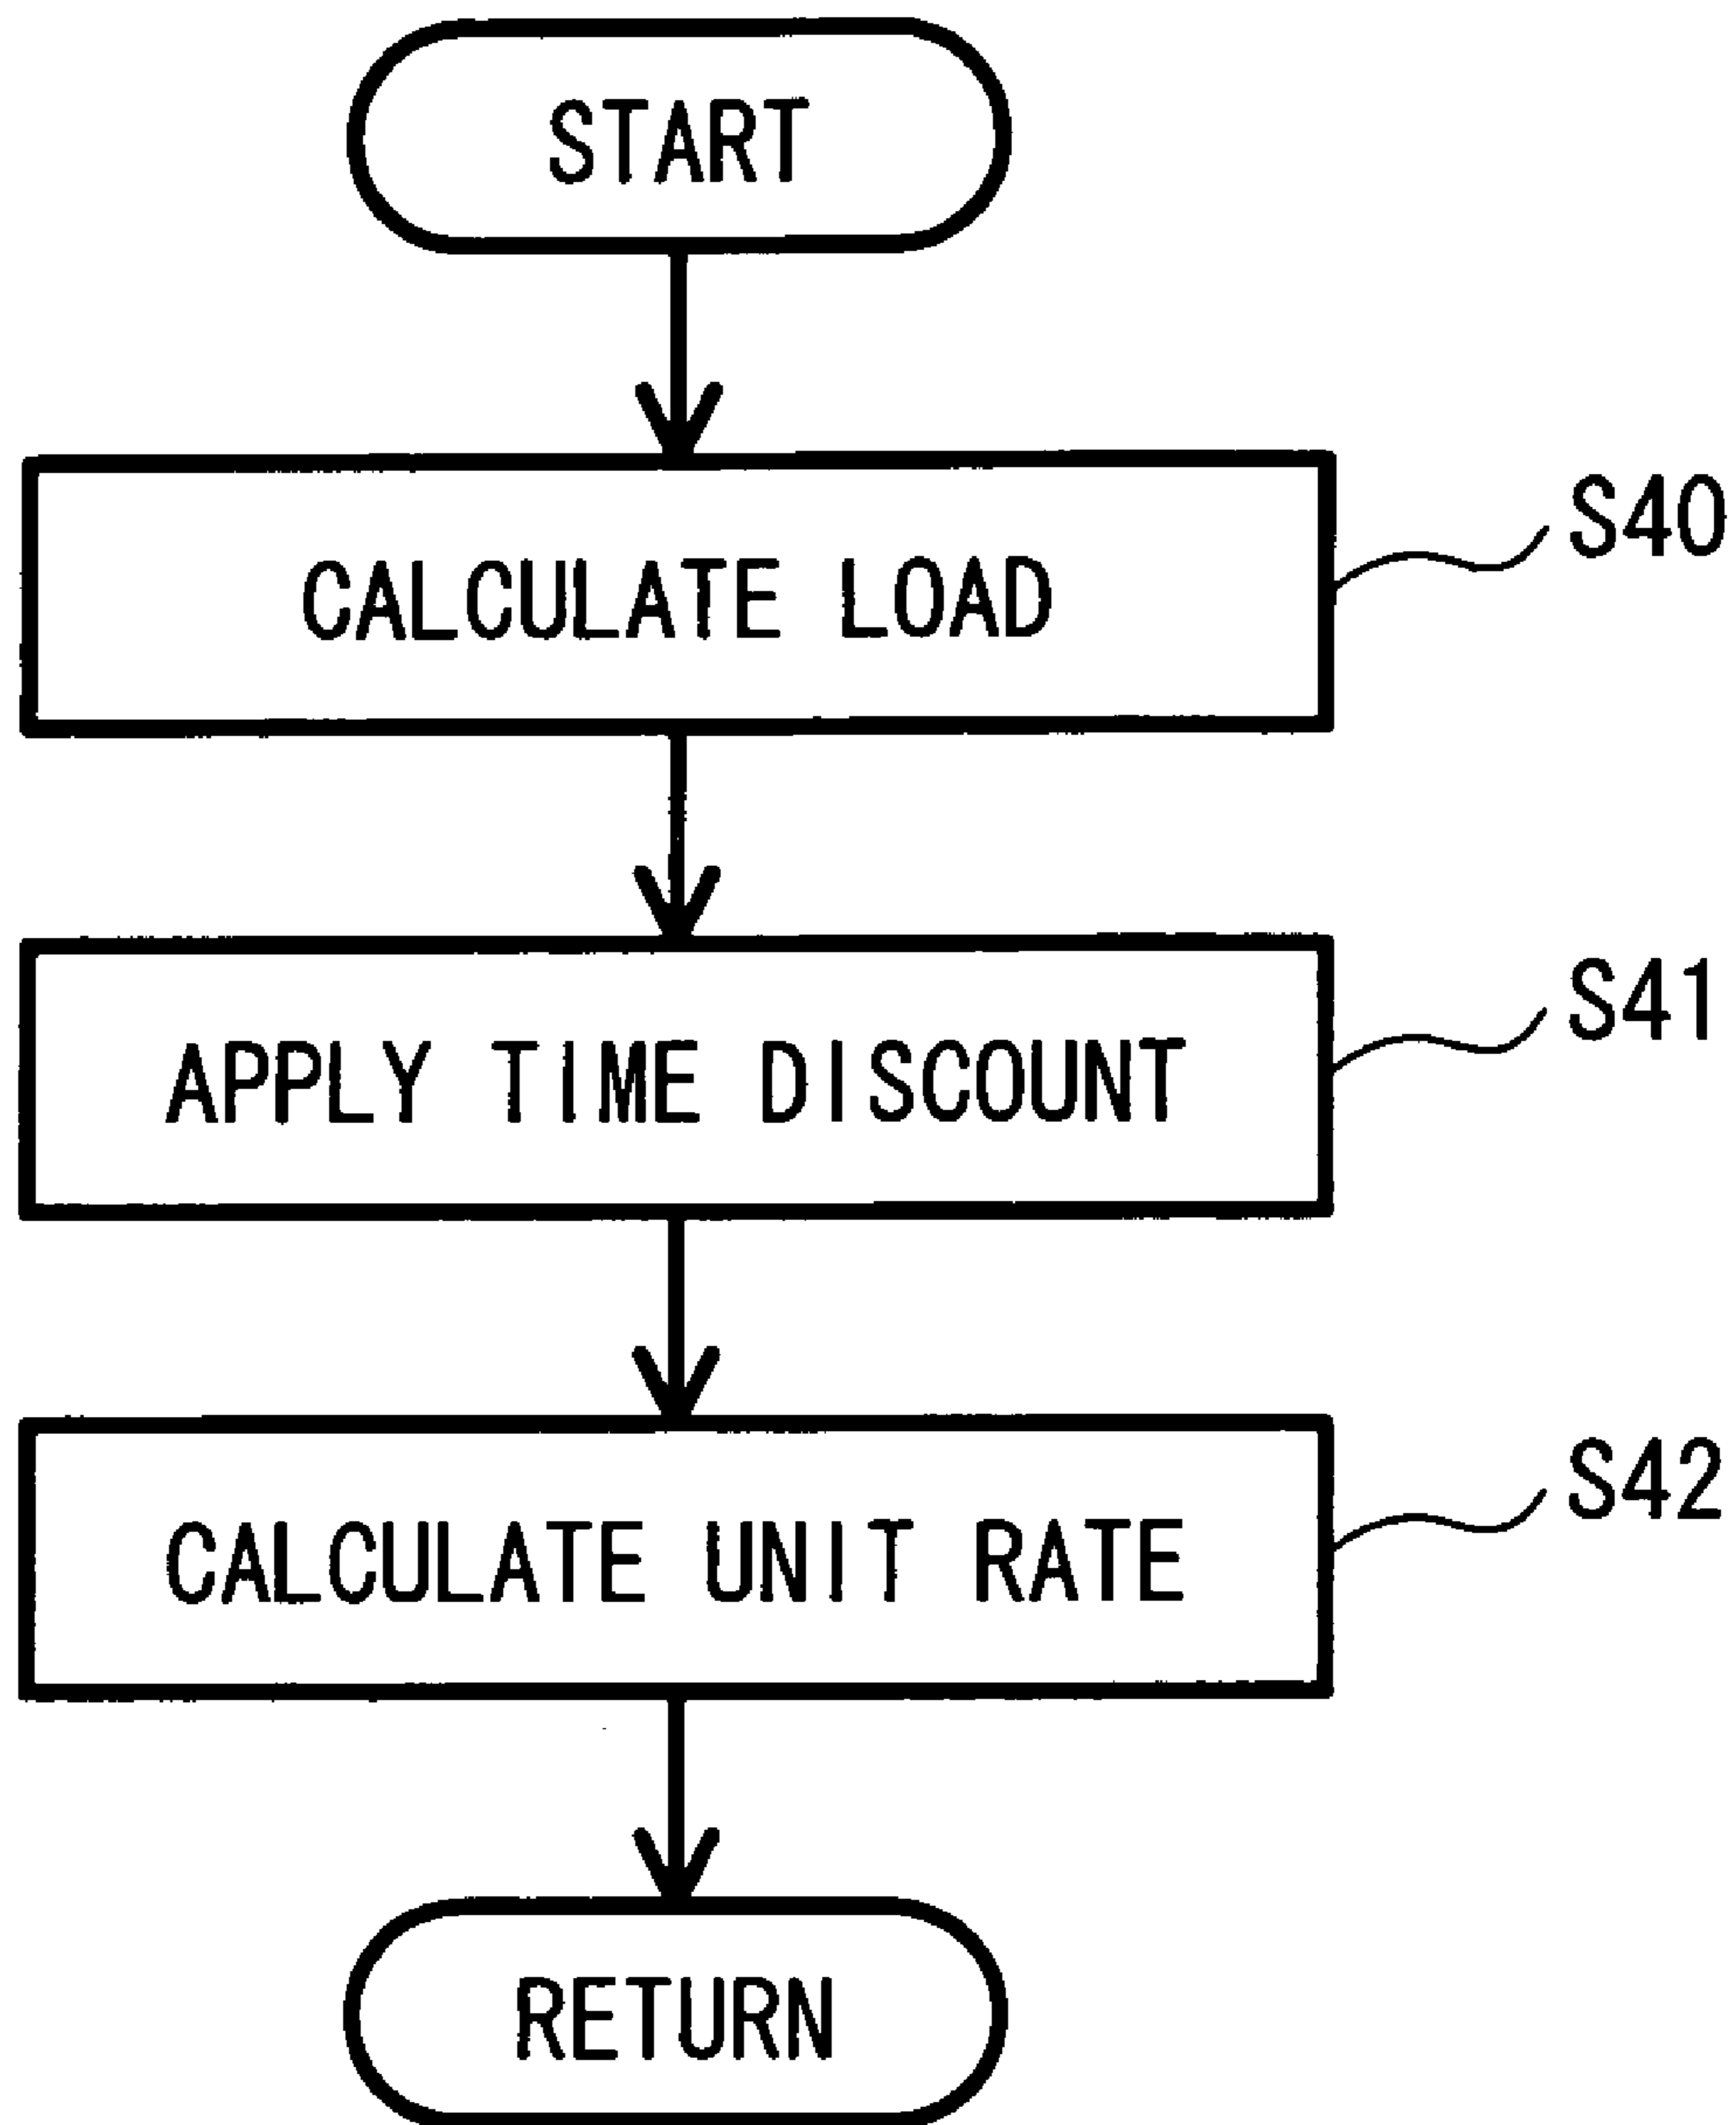 START
CALCULATE LOAD
S40
APPLY TIME DISCOUNT
S41
CALCULATE UNIT RATE
S42
RETURN